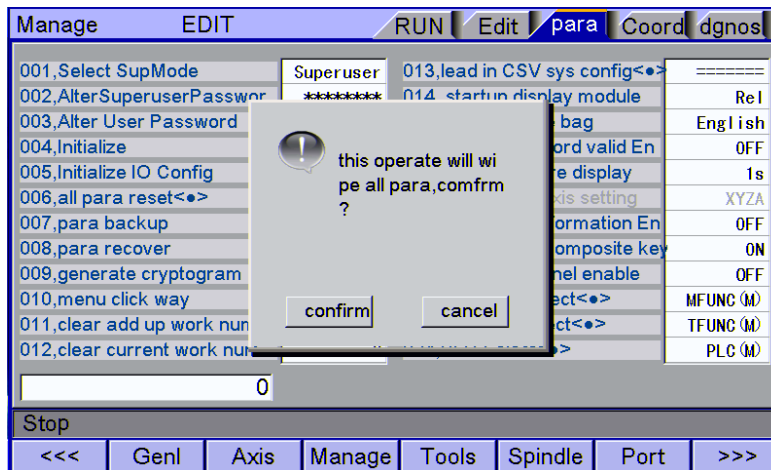 Manage EDIT RUN Edit para Coord dgnos
001,Select SupMode Superuser 013,lead in CSV sys config<●> =======
002,AlterSuperuserPasswor ******** 014, startup display module Rel
003,Alter User Password bag English
004,Initialize ord valid En OFF
005,Initialize IO Config re display 1s
006,all para reset<●> xis setting XYZA
007,para backup formation En OFF
008,para recover omposite key ON
009,generate cryptogram nel enable OFF
010,menu click way ect<●> MFUNC(M)
011,clear add up work num ct<●> TFUNC(M)
012,clear current work num PLC(M)
this operate will wi
pe all para,comfrm
?
confirm cancel
0
Stop
<<< Genl Axis Manage Tools Spindle Port >>>